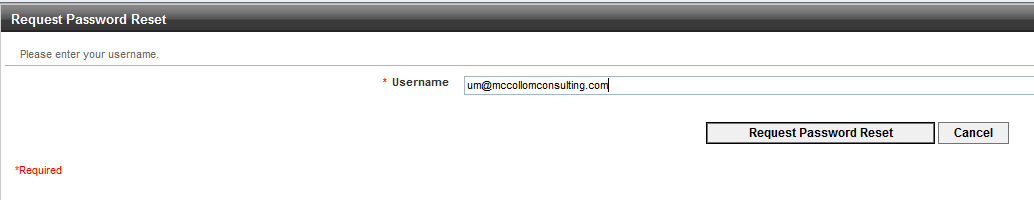 Request Password Reset
Please enter your username.
* Username um@mccollomconsulting.com
Request Password Reset Cancel
*Required